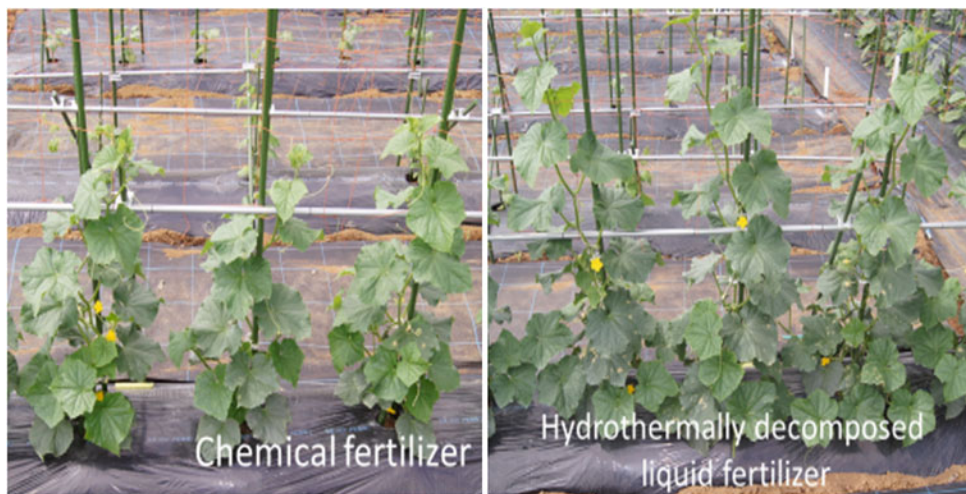 Chemical fertilizer
Hydrothermally decomposed
liquid fertilizer